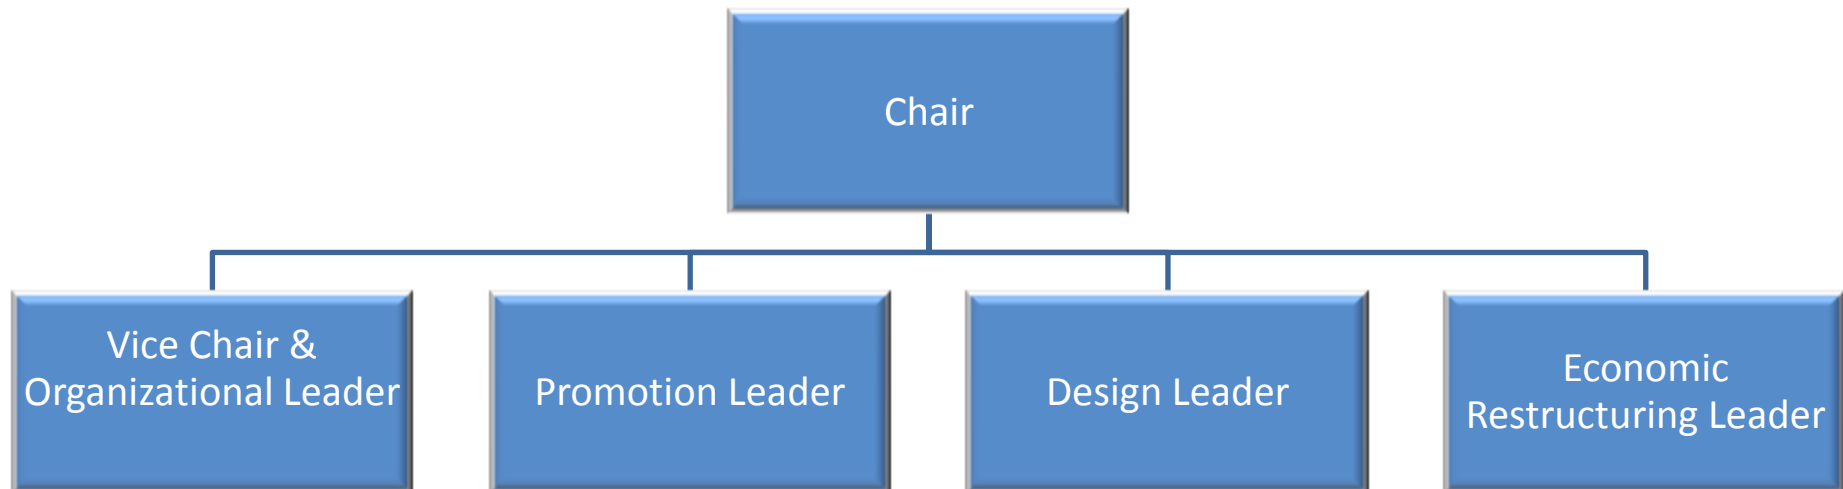 Chair
Vice Chair &
Organizational Leader
Promotion Leader
Design Leader
Economic
Restructuring Leader